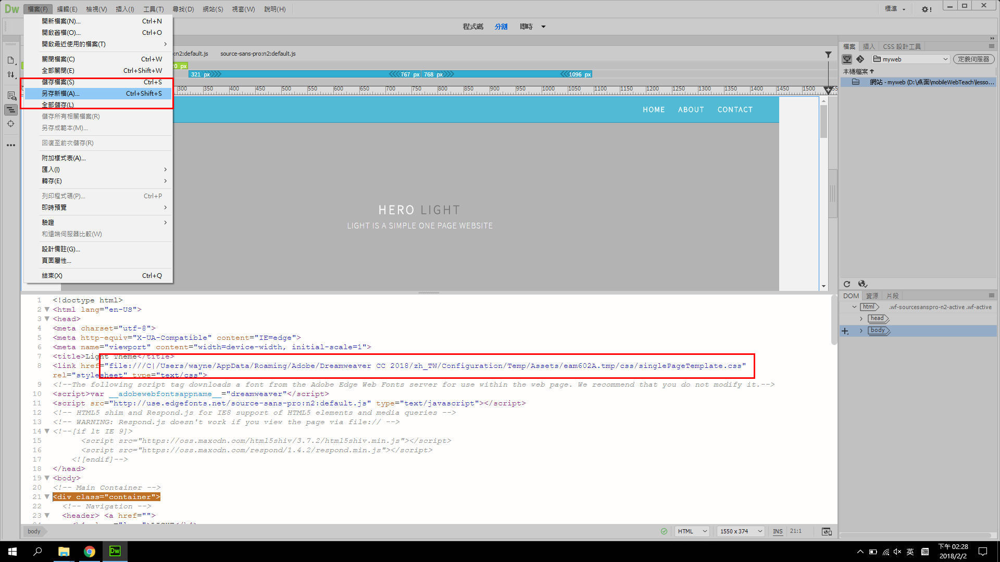 Dw 檔案(F) 編輯(E) 檢視(V) 插入(I) 工具(T) 尋找(D) 網站(S) 視窗(W) 說明(H) 標準
程式碼 分割 即時
開新檔案(N)... Ctrl+N
開啟舊檔(O)... Ctrl+O
開啟最近使用的檔案(T)
關閉檔案(C) Ctrl+W
全部關閉(E) Ctrl+Shift+W
儲存檔案(S) Ctrl+S
另存新檔(A)... Ctrl+Shift+S
全部儲存(L)
儲存所有相關檔案(R)
另存成範本(M)...
回復至前次儲存(R)
附加樣式表(A)...
匯入(I)
轉存(E)
列印程式碼(P)... Ctrl+P
即時預覽
驗證
和遠端伺服器比較(W)
設計備註(G)...
頁面屬性...
結束(X) Ctrl+Q
:n2:default.js source-sans-pro:n2:default.js
0 px
321 px 767 px 768 px 1096 px
300 350 400 450 500 550 600 650 700 750 800 850 900 950 1000 1050 1100 1150 1200 1250 1300 1350 1400 1450 1500 155
HOME ABOUT CONTACT
HERO LIGHT
LIGHT IS A SIMPLE ONE PAGE WEBSITE
檔案 插入 CSS 設計工具
myweb 定義伺服器
本機檔案
網站 - myweb (D:\桌面\mobileWebTeach\lesso...
DOM 資源 片段
html .wf-sourcesanspro-n2-active .wf-active
head
body
1 <!doctype html>
2 <html lang="en-US">
3 <head>
4 <meta charset="utf-8">
5 <meta http-equiv="X-UA-Compatible" content="IE=edge">
6 <meta name="viewport" content="width=device-width, initial-scale=1">
7 <title>Light Theme</title>
8 <link href="file:///C|/Users/wayne/AppData/Roaming/Adobe/Dreamweaver CC 2018/zh_TW/Configuration/Temp/Assets/eam602A.tmp/css/singlePageTemplate.css"
rel="stylesheet" type="text/css">
9 <!--The following script tag downloads a font from the Adobe Edge Web Fonts server for use within the web page. We recommend that you do not modify it.-->
10 <script>var __adobewebfontsappname__="dreamweaver"</script>
11 <script src="http://use.edgefonts.net/source-sans-pro:n2:default.js" type="text/javascript"></script>
12 <!-- HTML5 shim and Respond.js for IE8 support of HTML5 elements and media queries -->
13 <!-- WARNING: Respond.js doesn't work if you view the page via file:// -->
14 <!--[if lt IE 9]>
15 <script src="https://oss.maxcdn.com/html5shiv/3.7.2/html5shiv.min.js"></script>
16 <script src="https://oss.maxcdn.com/respond/1.4.2/respond.min.js"></script>
17 <![endif]-->
18 </head>
19 <body>
20 <!-- Main Container -->
21 <div class="container">
22 <!-- Navigation -->
23 <header> <a href="">
body HTML 1550 x 374 INS 21:1
Dw 英 下午 02:28
2018/2/2